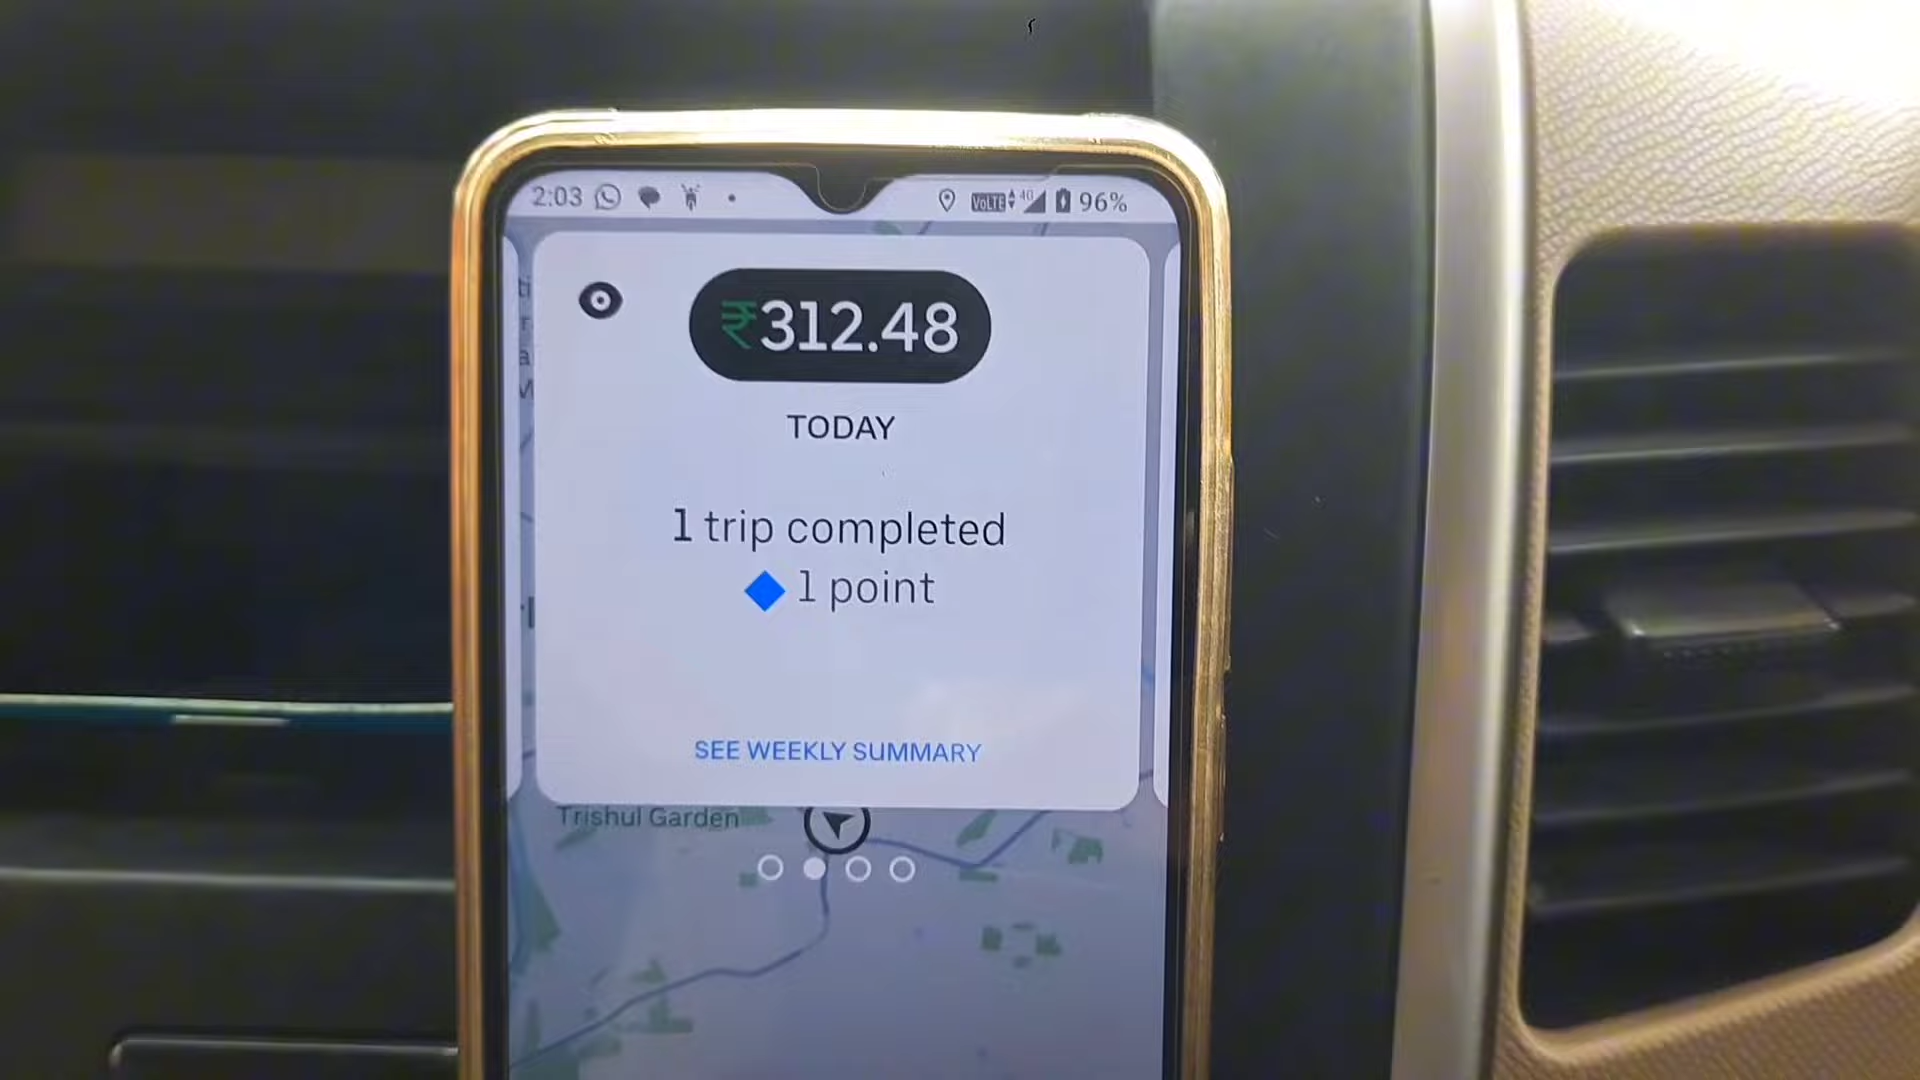 2:03 VoLTE 4G 96%
₹312.48
TODAY
1 trip completed
1 point
SEE WEEKLY SUMMARY
Trishul Garden